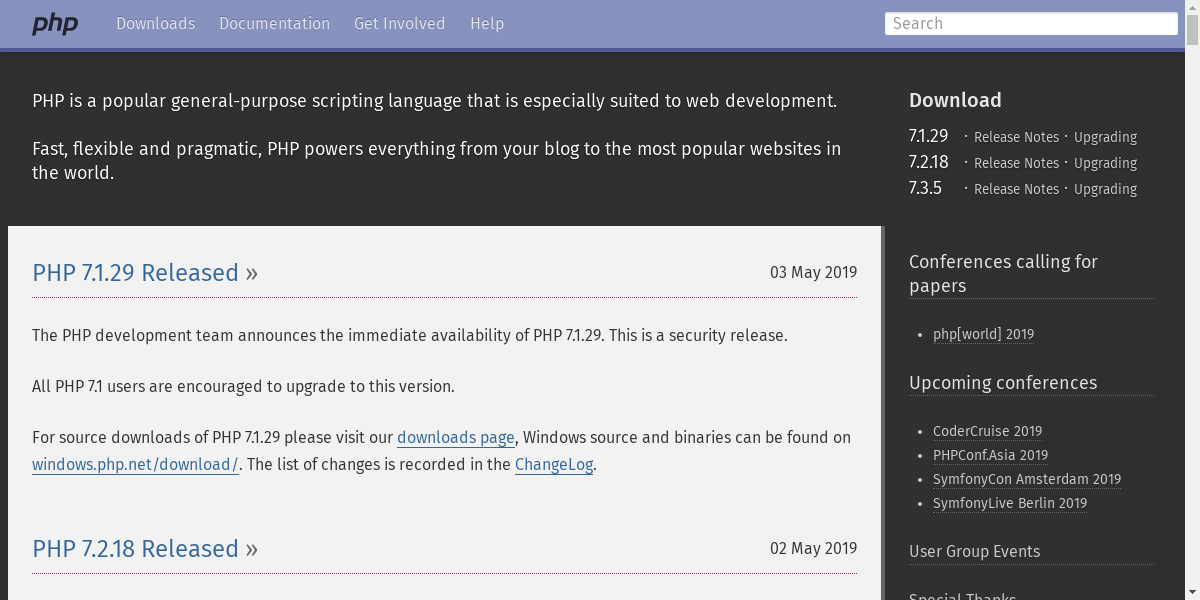 php Downloads Documentation Get Involved Help Search
PHP is a popular general-purpose scripting language that is especially suited to web development.
Fast, flexible and pragmatic, PHP powers everything from your blog to the most popular websites in
the world.
Download
7.1.29 · Release Notes · Upgrading
7.2.18 · Release Notes · Upgrading
7.3.5 · Release Notes · Upgrading
PHP 7.1.29 Released »
03 May 2019
The PHP development team announces the immediate availability of PHP 7.1.29. This is a security release.
All PHP 7.1 users are encouraged to upgrade to this version.
For source downloads of PHP 7.1.29 please visit our downloads page, Windows source and binaries can be found on
windows.php.net/download/. The list of changes is recorded in the ChangeLog.
PHP 7.2.18 Released »
02 May 2019
Conferences calling for
papers
• php[world] 2019
Upcoming conferences
• CoderCruise 2019
• PHPConf.Asia 2019
• SymfonyCon Amsterdam 2019
• SymfonyLive Berlin 2019
User Group Events
Special Thanks